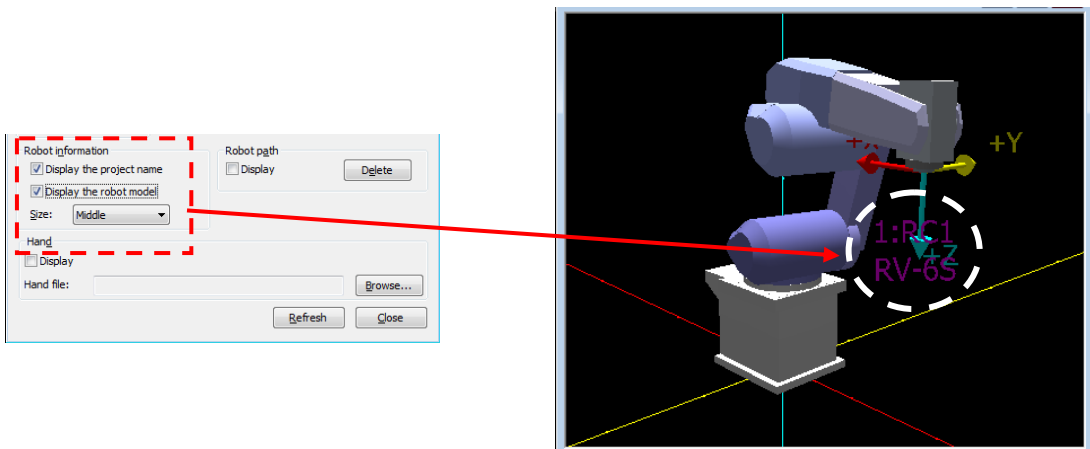 Robot information
Display the project name
Display the robot model
Size: Middle
Robot path
Display
Delete
Hand
Display
Hand file:
Browse...
Refresh
Close
+X
+Y
1:RC1
+Z
RV-6S